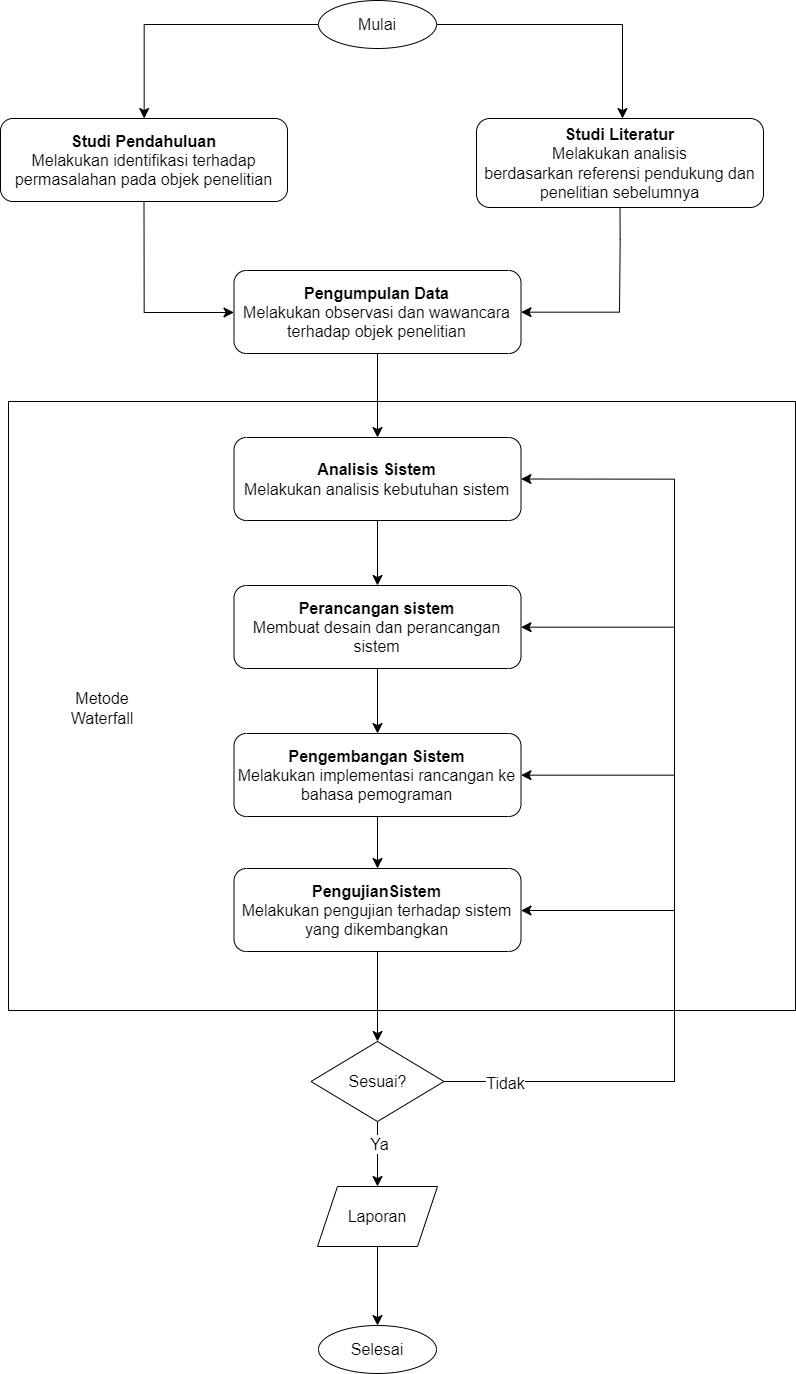 Mulai
Studi Pendahuluan
Melakukan identifikasi terhadap
permasalahan pada objek penelitian
Studi Literatur
Melakukan analisis
berdasarkan referensi pendukung dan
penelitian sebelumnya
Pengumpulan Data
Melakukan observasi dan wawancara
terhadap objek penelitian
Analisis Sistem
Melakukan analisis kebutuhan sistem
Perancangan sistem
Membuat desain dan perancangan
sistem
Metode
Waterfall
Pengembangan Sistem
Melakukan implementasi rancangan ke
bahasa pemograman
PengujianSistem
Melakukan pengujian terhadap sistem
yang dikembangkan
Sesuai?
Tidak
Ya
Laporan
Selesai